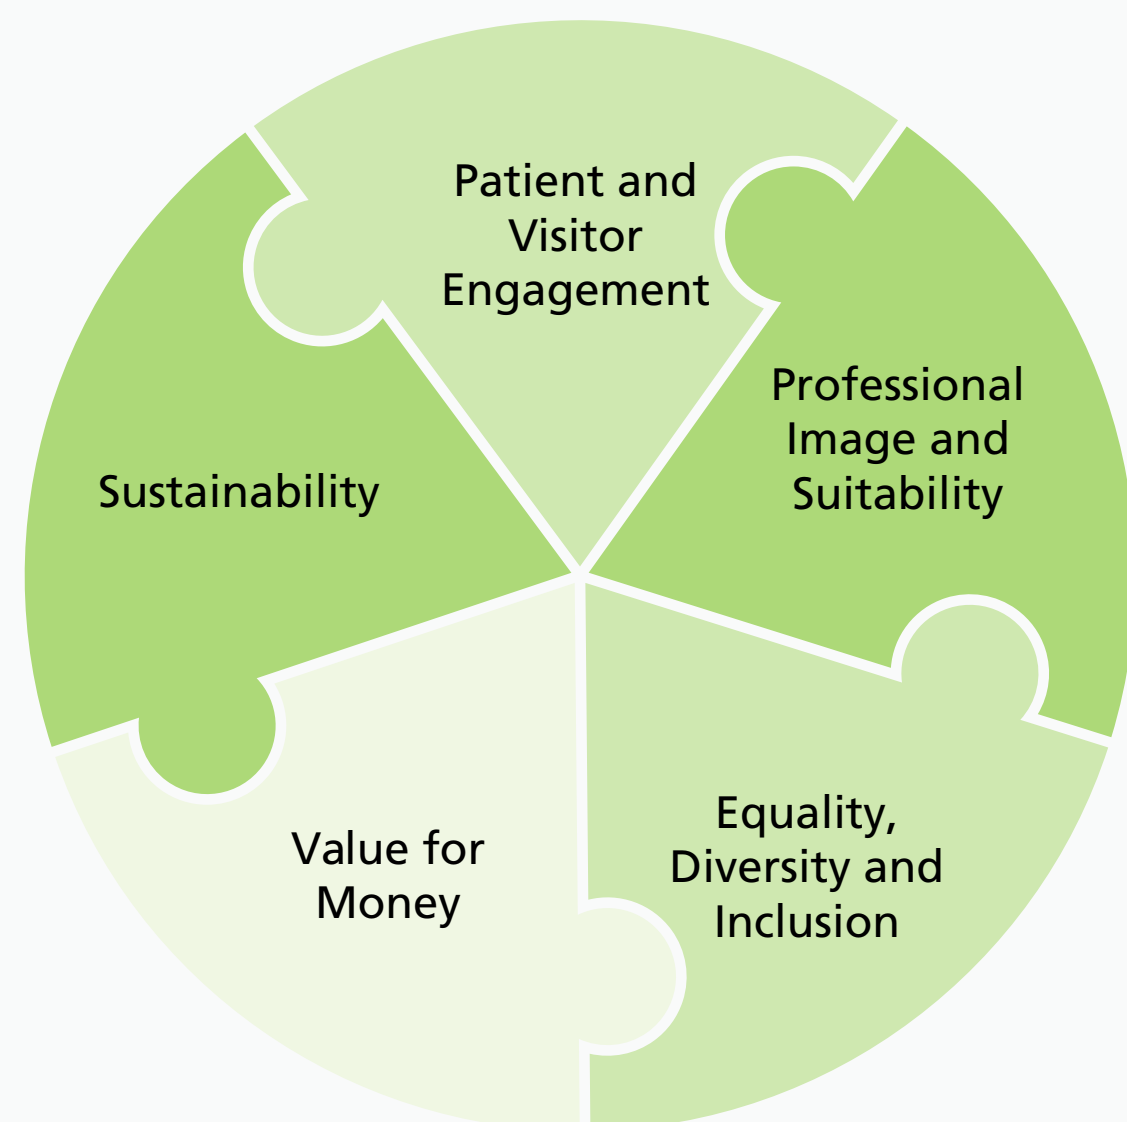 Patient and
Visitor
Engagement
Professional
Image and
Suitability
Sustainability
Equality,
Diversity and
Inclusion
Value for
Money